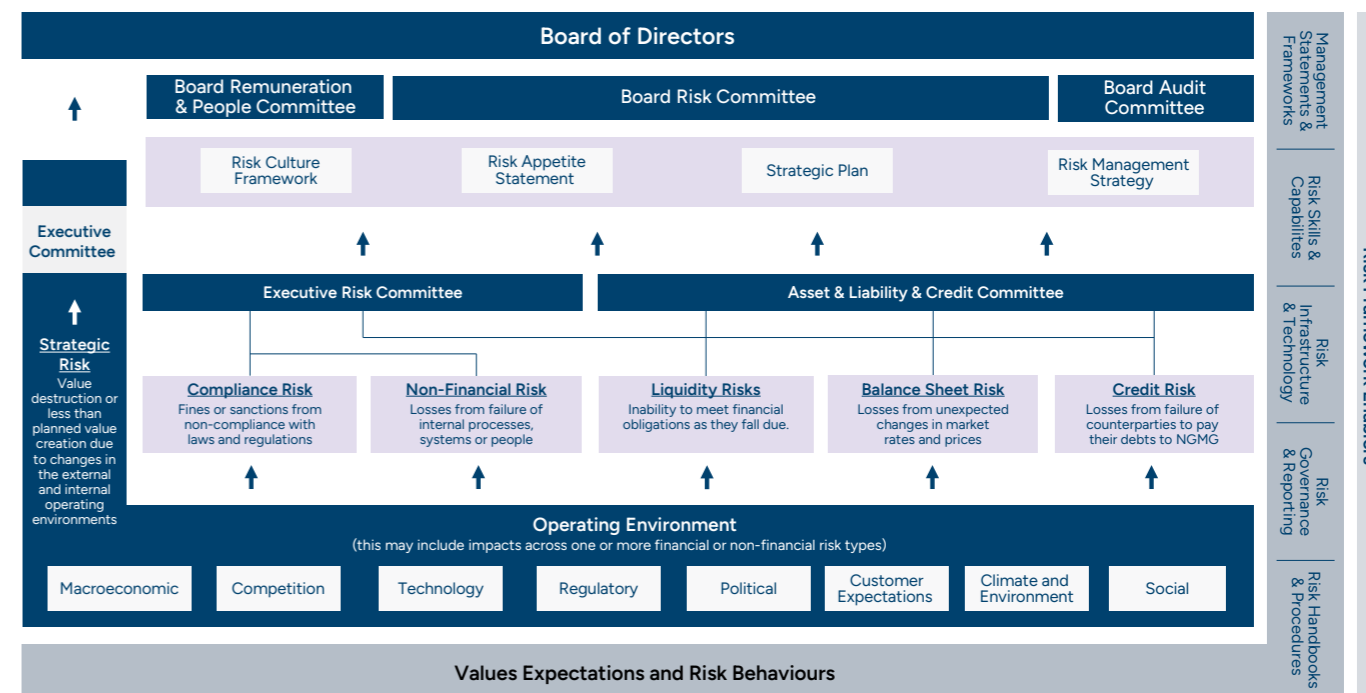 Board of Directors
Board Remuneration
& People Committee
Board Risk Committee
Board Audit
Committee
Risk Culture
Framework
Risk Appetite
Statement
Strategic Plan
Risk Management
Strategy
Executive
Committee
Executive Risk Committee
Asset & Liability & Credit Committee
Strategic
Risk
Value
destruction or
less than
planned value
creation due
to changes in
the external
and internal
operating
environments
Compliance Risk
Fines or sanctions from
non-compliance with
laws and regulations
Non-Financial Risk
Losses from failure of
internal processes,
systems or people
Liquidity Risks
Inability to meet financial
obligations as they fall due.
Balance Sheet Risk
Losses from unexpected
changes in market
rates and prices
Credit Risk
Losses from failure of
counterparties to pay
their debts to NGMG
Operating Environment
(this may include impacts across one or more financial or non-financial risk types)
Macroeconomic
Competition
Technology
Regulatory
Political
Customer
Expectations
Climate and
Environment
Social
Values Expectations and Risk Behaviours
Management
Statements &
Frameworks
Risk Skills &
Capabilites
Risk
Infrastructure
& Technology
Risk
Governance
& Reporting
Risk Handbooks
& Procedures